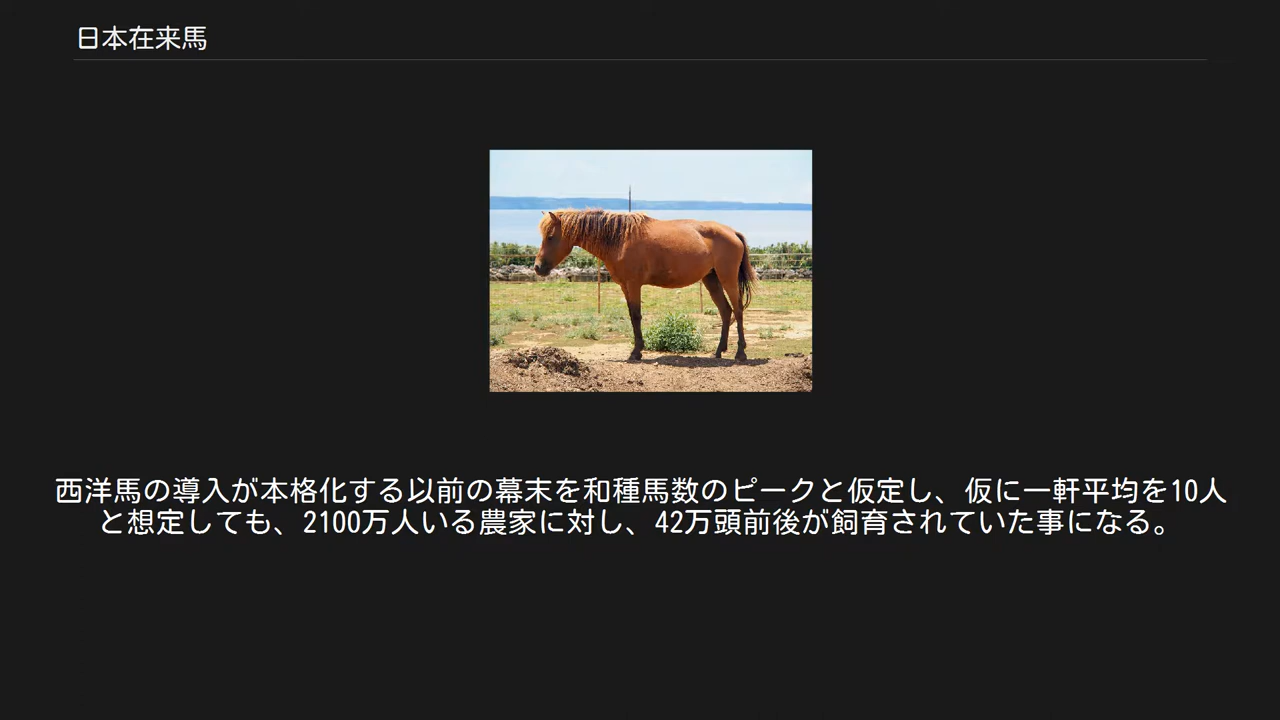 日本在来馬
西洋馬の導入が本格化する以前の幕末を和種馬数のピークと仮定し、仮に一軒平均を10人
と想定しても、2100万人いる農家に対し、42万頭前後が飼育されていた事になる。